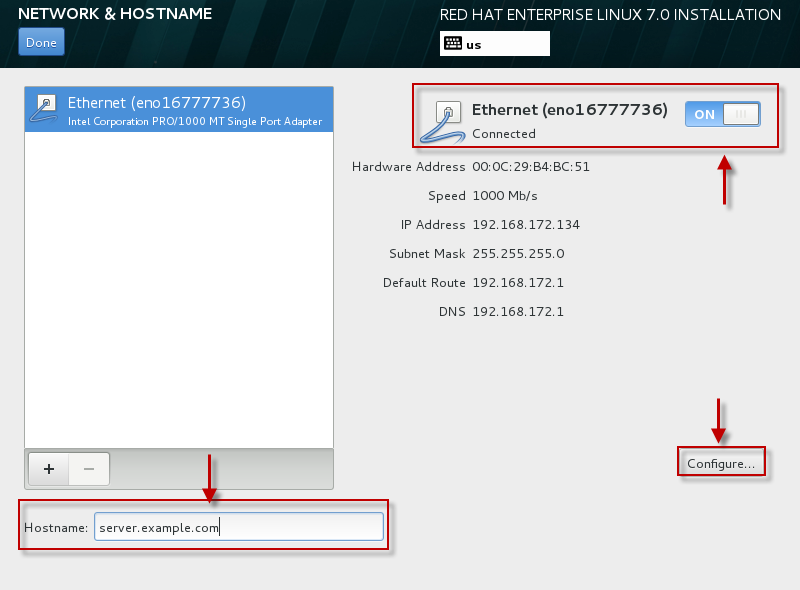 NETWORK & HOSTNAME
RED HAT ENTERPRISE LINUX 7.0 INSTALLATION
Done
us
Ethernet (eno16777736)
Intel Corporation PRO/1000 MT Single Port Adapter
Ethernet (eno16777736)
Connected
ON
Hardware Address 00:0C:29:B4:BC:51
Speed 1000 Mb/s
IP Address 192.168.172.134
Subnet Mask 255.255.255.0
Default Route 192.168.172.1
DNS 192.168.172.1
Configure...
+ −
Hostname: server.example.com